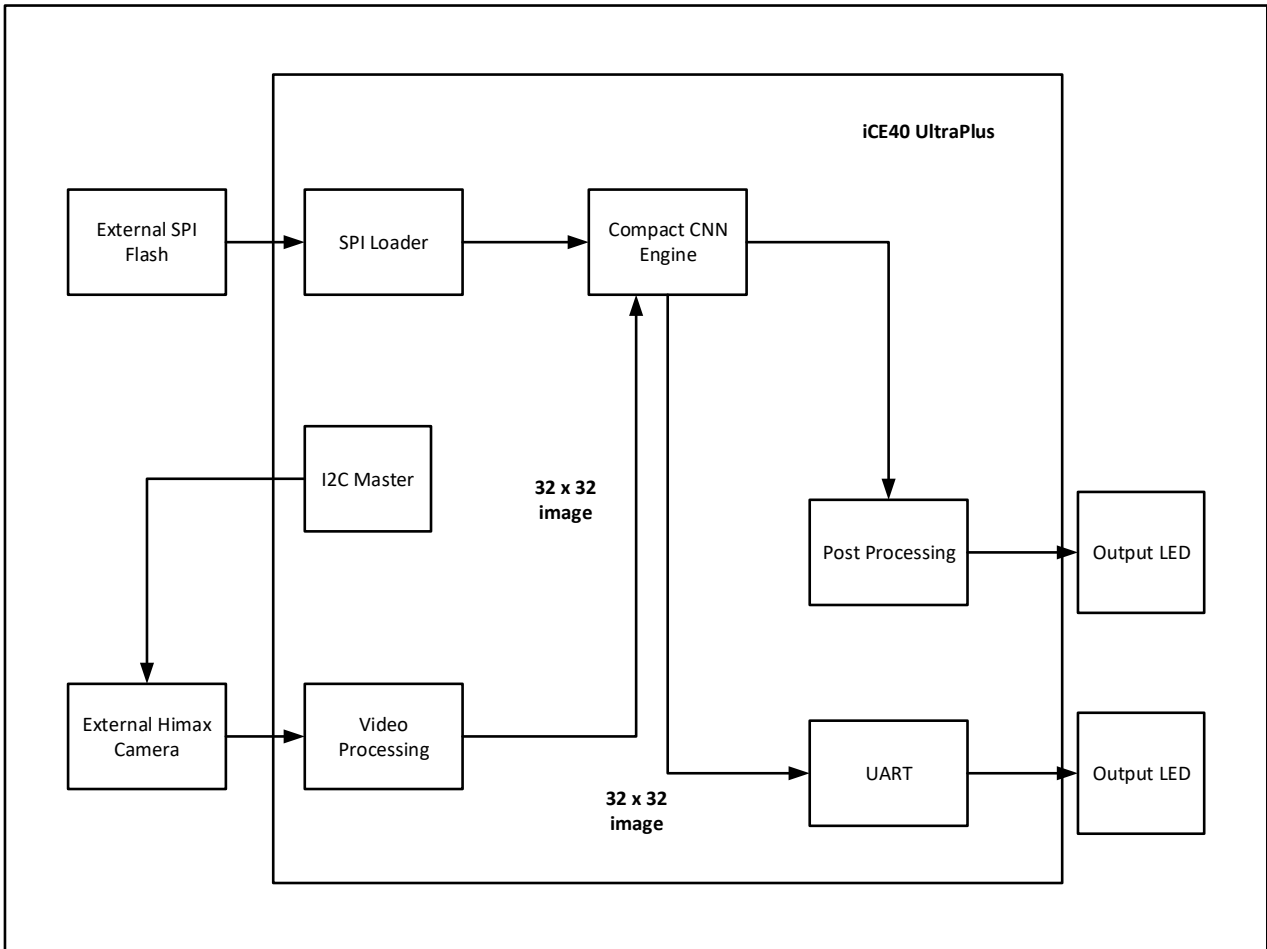 iCE40 UltraPlus
External SPI
Flash
SPI Loader
Compact CNN
Engine
I2C Master
32 x 32
image
Post Processing
Output LED
External Himax
Camera
Video
Processing
UART
Output LED
32 x 32
image